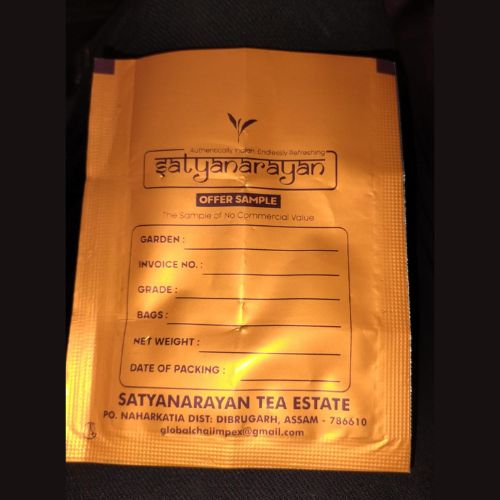 Authentically Indian. Endlessly Refreshing
Satyanarayan
OFFER SAMPLE
The Sample of No Commercial Value
GARDEN :
INVOICE NO. :
GRADE :
BAGS :
NET WEIGHT :
DATE OF PACKING :
SATYANARAYAN TEA ESTATE
PO. NAHARKATIA DIST: DIBRUGARH, ASSAM - 786610
globalchaiimpex@gmail.com